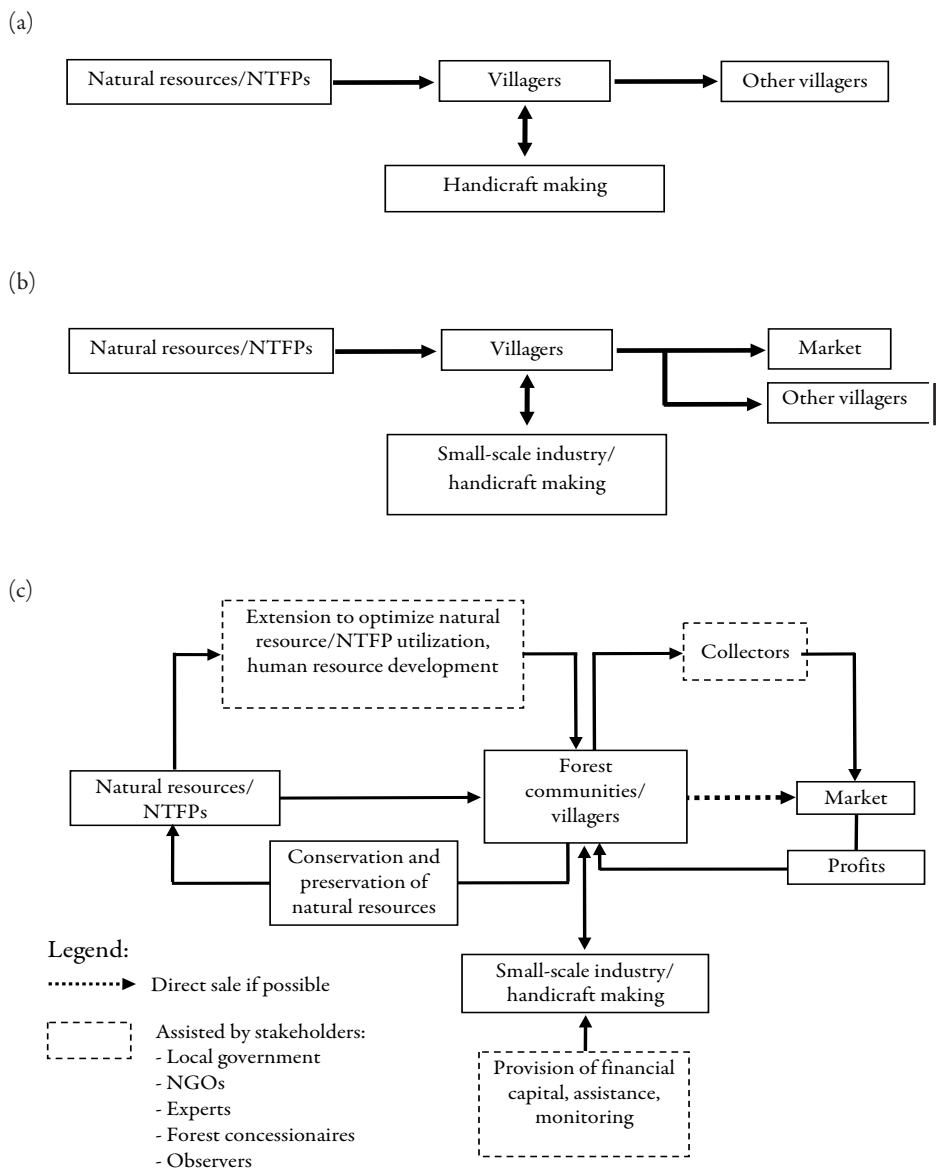 (a)
Natural resources/NTFPs
Villagers
Other villagers
Handicraft making
(b)
Natural resources/NTFPs
Villagers
Market
Other villagers
Small-scale industry/
handicraft making
(c)
Extension to optimize natural
resource/NTFP utilization,
human resource development
Collectors
Natural resources/
NTFPs
Forest
communities/
villagers
Market
Conservation and
preservation of
natural resources
Profits
Small-scale industry/
handicraft making
Provision of financial
capital, assistance,
monitoring
Legend:
Direct sale if possible
Assisted by stakeholders:
- Local government
- NGOs
- Experts
- Forest concessionaires
- Observers